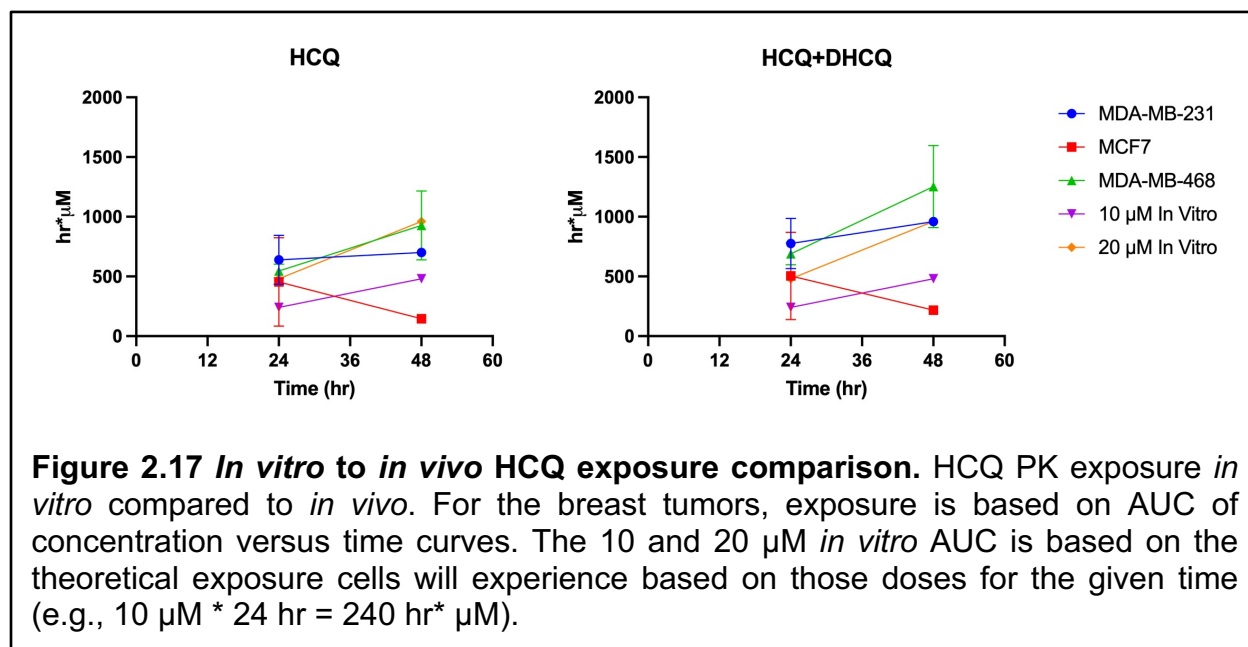 HCQ
2000
1500
1000
500
0
hr*µM
0 12 24 36 48 60
Time (hr)
HCQ+DHCQ
2000
1500
1000
500
0
hr*µM
0 12 24 36 48 60
Time (hr)
MDA-MB-231
MCF7
MDA-MB-468
10 µM In Vitro
20 µM In Vitro
Figure 2.17 In vitro to in vivo HCQ exposure comparison. HCQ PK exposure in
vitro compared to in vivo. For the breast tumors, exposure is based on AUC of
concentration versus time curves. The 10 and 20 µM in vitro AUC is based on the
theoretical exposure cells will experience based on those doses for the given time
(e.g., 10 µM * 24 hr = 240 hr* µM).